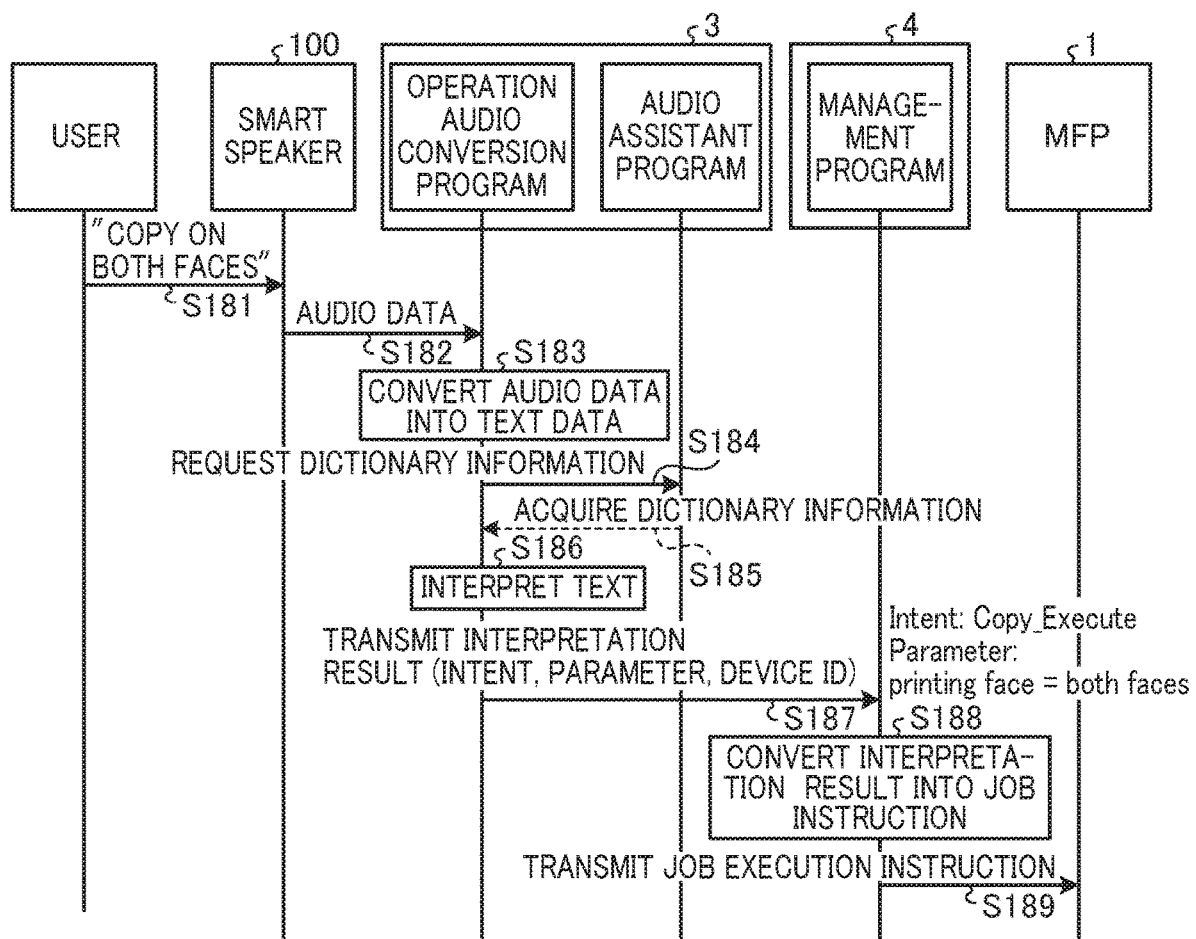 100
3
4
1
USER
SMART
SPEAKER
OPERATION
AUDIO
CONVERSION
PROGRAM
AUDIO
ASSISTANT
PROGRAM
MANAGE-
MENT
PROGRAM
MFP
"COPY ON
BOTH FACES"
S181
AUDIO DATA
S182
S183
CONVERT AUDIO DATA
INTO TEXT DATA
REQUEST DICTIONARY INFORMATION
S184
ACQUIRE DICTIONARY INFORMATION
S185
S186
INTERPRET TEXT
TRANSMIT INTERPRETATION
RESULT (INTENT, PARAMETER, DEVICE ID)
Intent: Copy_Execute
Parameter:
printing face = both faces
S187
S188
CONVERT INTERPRETA-
TION RESULT INTO JOB
INSTRUCTION
TRANSMIT JOB EXECUTION INSTRUCTION
S189